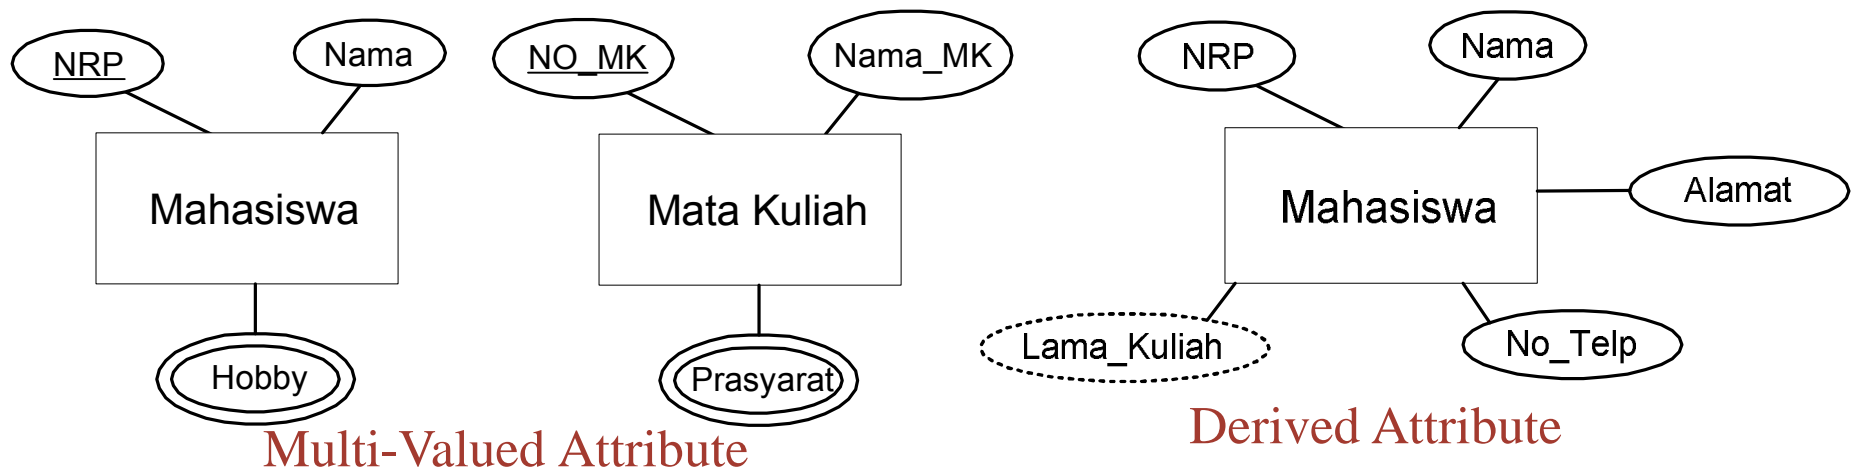 NRP
Nama
Mahasiswa
Hobby
NO_MK
Nama_MK
Mata Kuliah
Prasyarat
Multi-Valued Attribute
NRP
Nama
Mahasiswa
Alamat
Lama_Kuliah
No_Telp
Derived Attribute